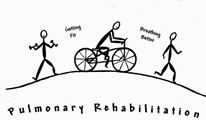 Getting
Fit
Breathing
Better
Pulmonary Rehabilitation